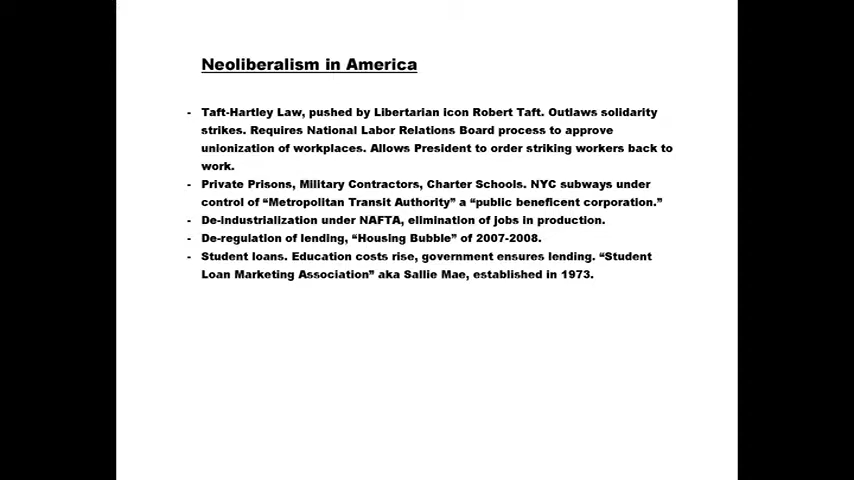 Neoliberalism in America
- Taft-Hartley Law, pushed by Libertarian icon Robert Taft. Outlaws solidarity
strikes. Requires National Labor Relations Board process to approve
unionization of workplaces. Allows President to order striking workers back to
work.
- Private Prisons, Military Contractors, Charter Schools. NYC subways under
control of “Metropolitan Transit Authority” a “public beneficent corporation.”
- De-industrialization under NAFTA, elimination of jobs in production.
- De-regulation of lending, “Housing Bubble” of 2007-2008.
- Student loans. Education costs rise, government ensures lending. “Student
Loan Marketing Association” aka Sallie Mae, established in 1973.